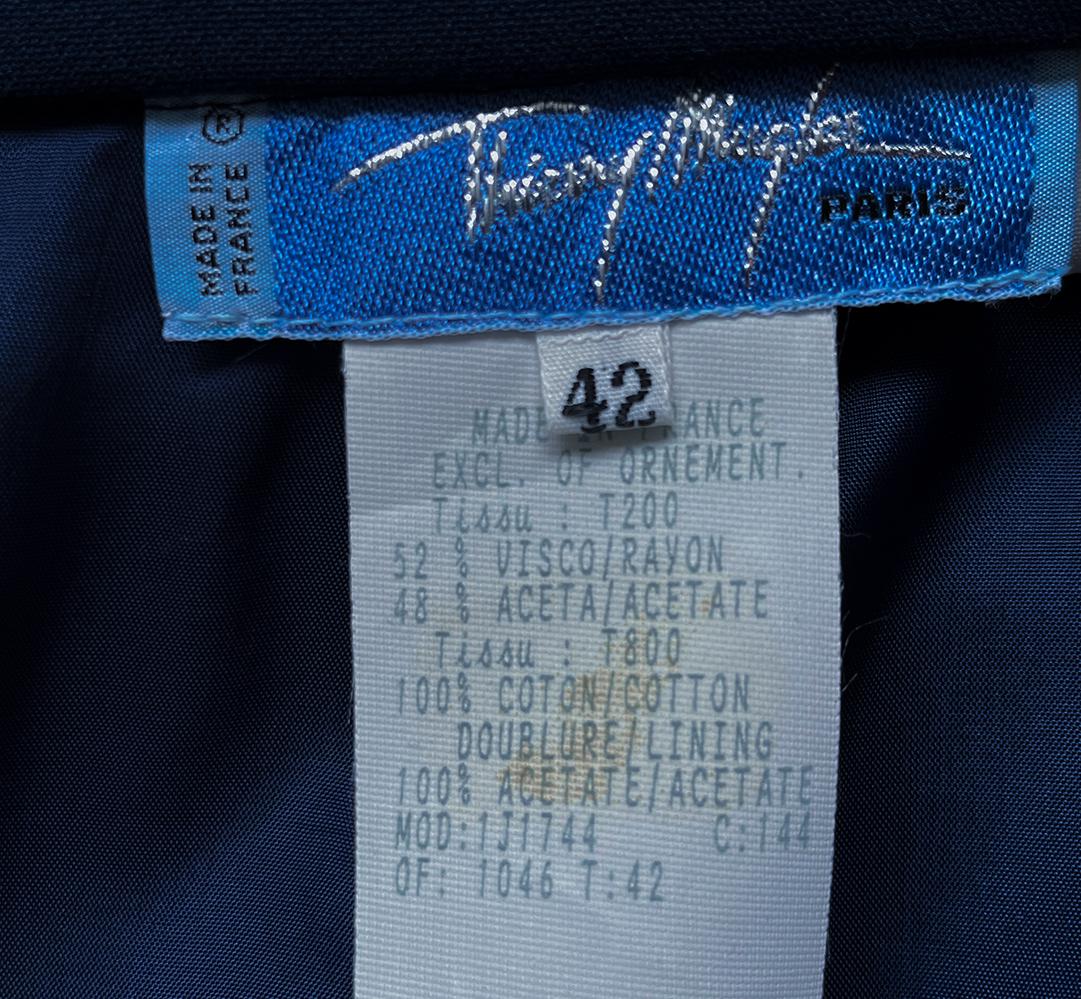 MADE IN
FRANCE ®
Thierry Mugler
PARIS
42
MADE IN FRANCE
EXCL. OF ORNEMENT.
Tissu : T200
52 % VISCO/RAYON
48 % ACETA/ACETATE
Tissu : T800
100% COTON/COTTON
DOUBLURE/LINING
100% ACETATE/ACETATE
MOD:1J1744 C:144
OF: 1046 T:42